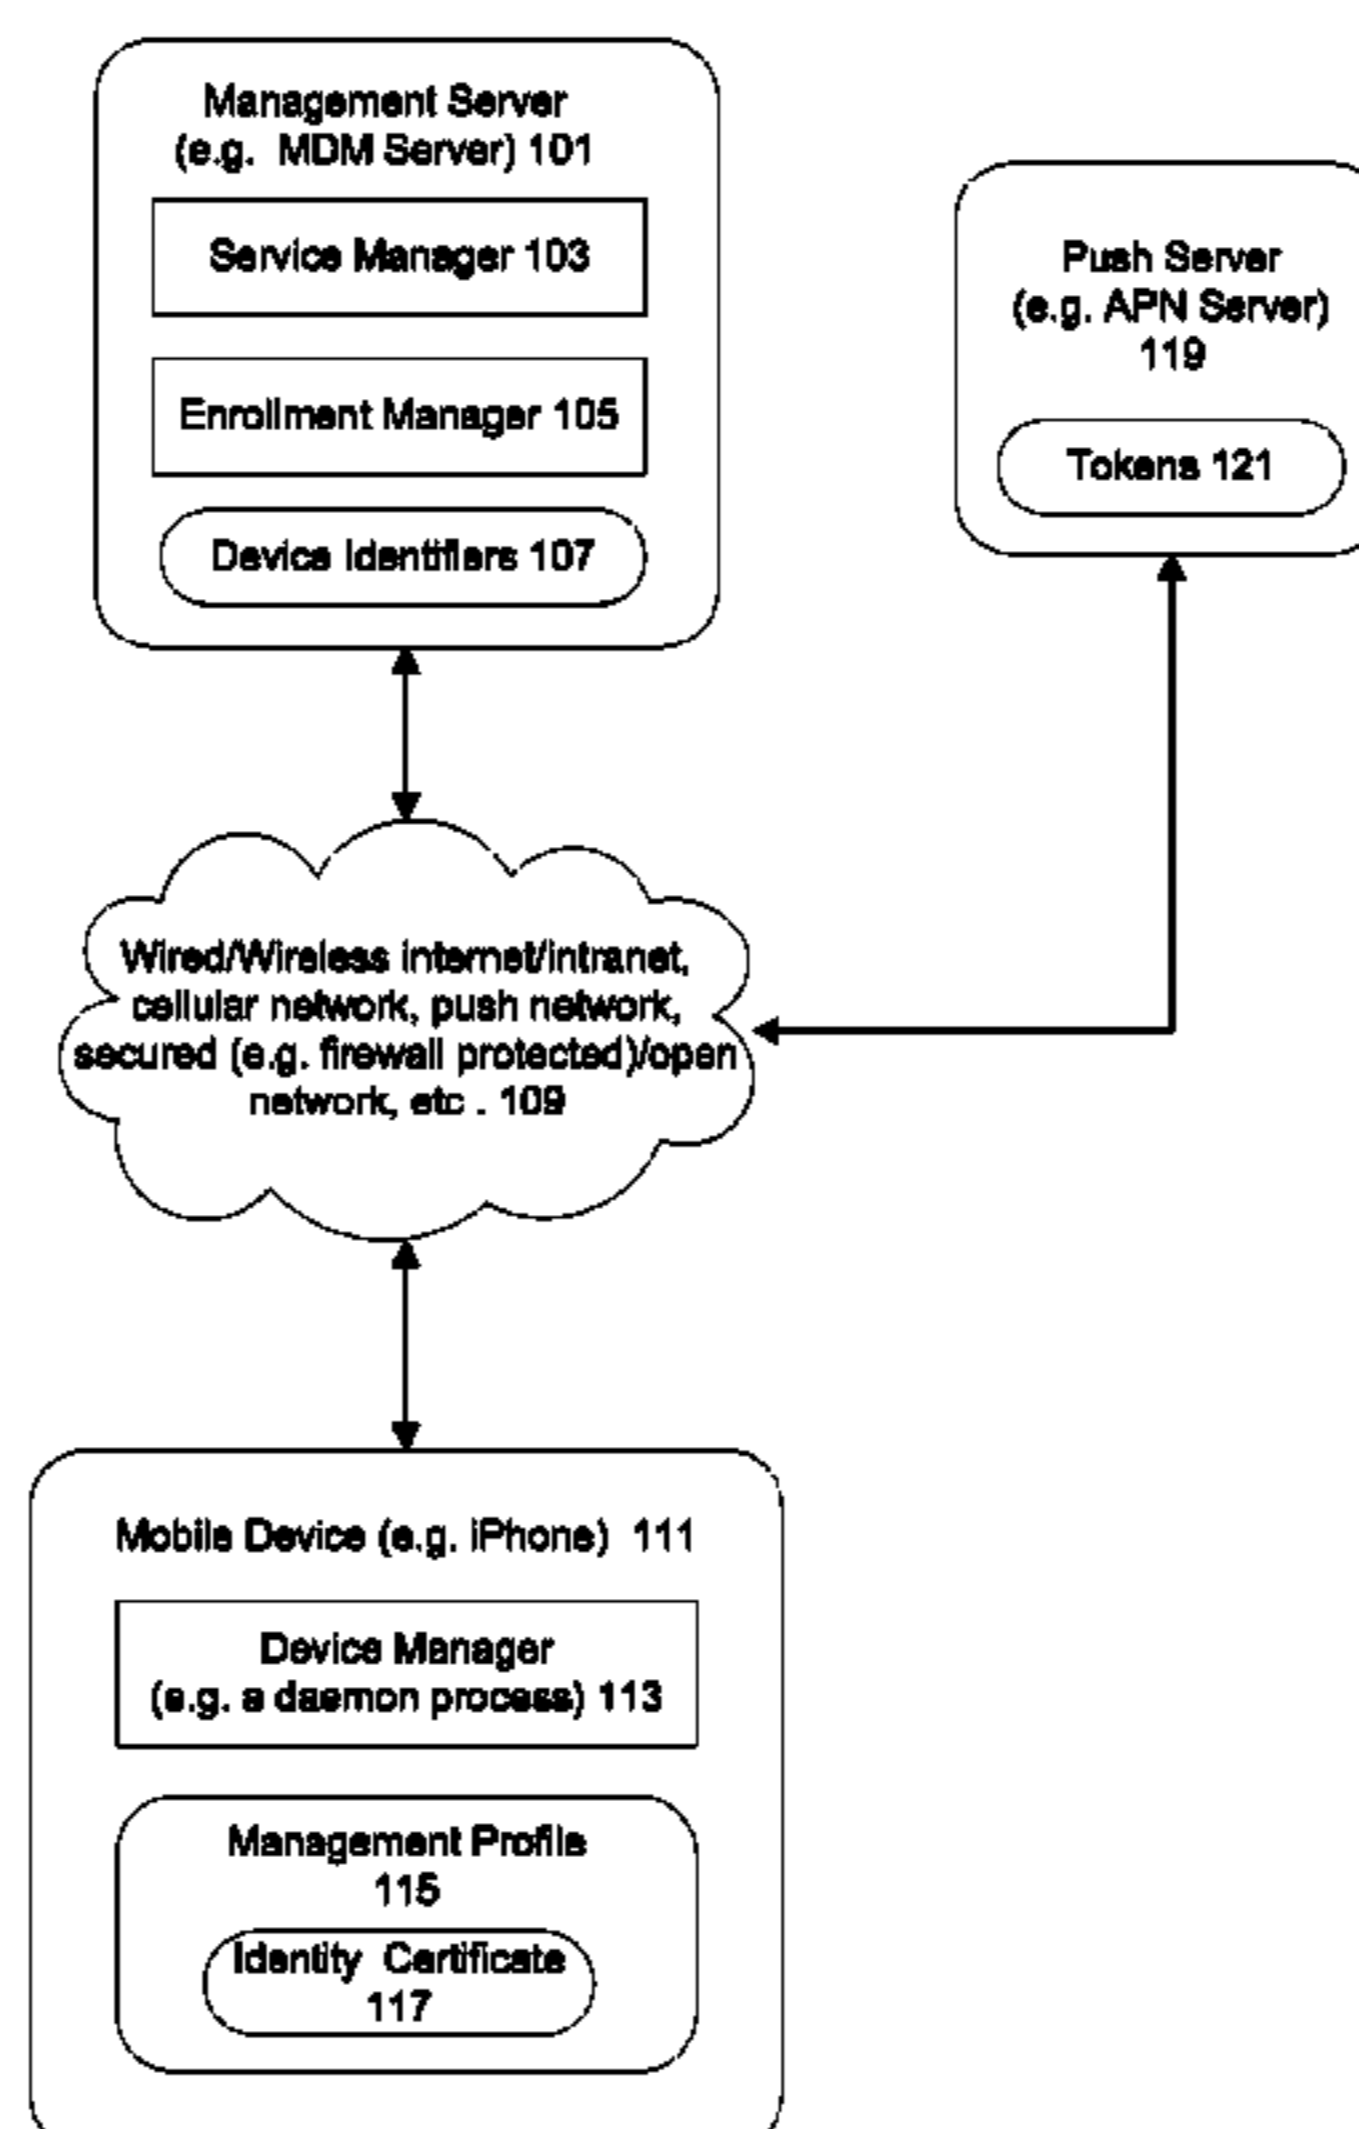 Management Server
(e.g. MDM Server) 101
Service Manager 103
Enrollment Manager 105
Device Identifiers 107
Push Server
(e.g. APN Server)
119
Tokens 121
Wired/Wireless internet/intranet,
cellular network, push network,
secured (e.g. firewall protected)/open
network, etc . 109
Mobile Device (e.g. iPhone) 111
Device Manager
(e.g. a daemon process) 113
Management Profile
115
Identity Certificate
117